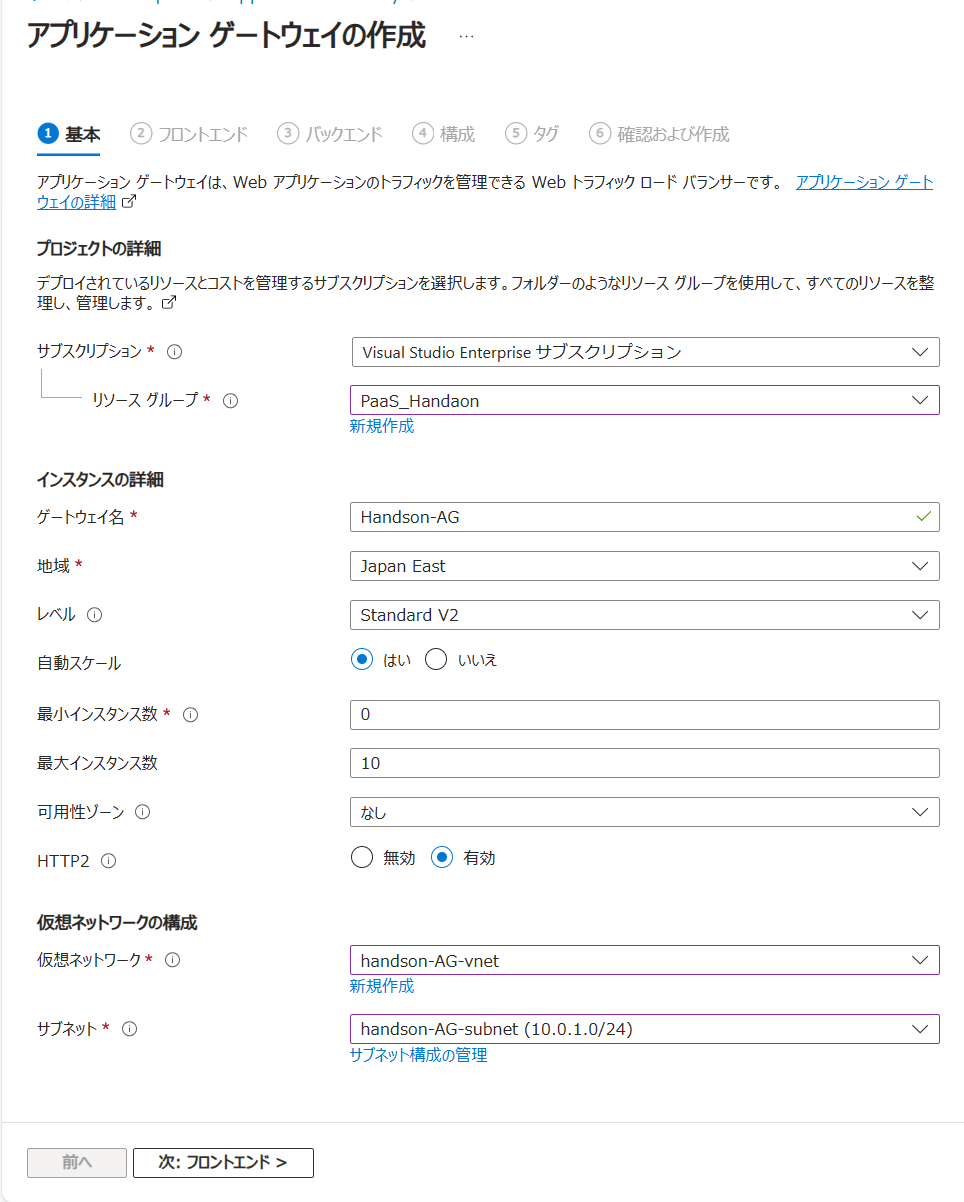 アプリケーション ゲートウェイの作成 …
1 基本 2 フロントエンド 3 バックエンド 4 構成 5 タグ 6 確認および作成
アプリケーション ゲートウェイは、Web アプリケーションのトラフィックを管理できる Web トラフィック ロード バランサーです。 アプリケーション ゲート
ウェイの詳細
プロジェクトの詳細
デプロイされているリソースとコストを管理するサブスクリプションを選択します。フォルダーのようなリソース グループを使用して、すべてのリソースを整
理し、管理します。
サブスクリプション * Visual Studio Enterprise サブスクリプション
リソース グループ * PaaS_Handaon
新規作成
インスタンスの詳細
ゲートウェイ名 * Handson-AG
地域 * Japan East
レベル Standard V2
自動スケール はい いいえ
最小インスタンス数 * 0
最大インスタンス数 10
可用性ゾーン なし
HTTP2 無効 有効
仮想ネットワークの構成
仮想ネットワーク * handson-AG-vnet
新規作成
サブネット * handson-AG-subnet (10.0.1.0/24)
サブネット構成の管理
前へ 次: フロントエンド >